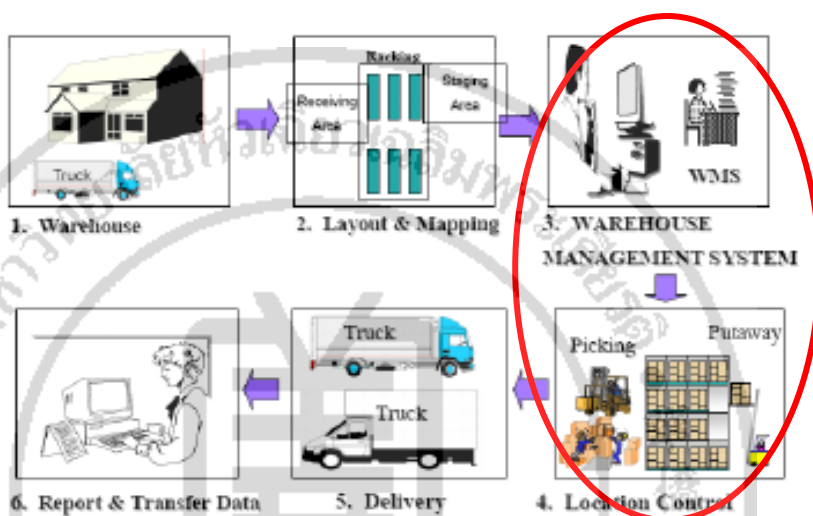 Racking
Receiving
Area
Staging
Area
Truck
WMS
1. Warehouse
2. Layout & Mapping
3. WAREHOUSE
MANAGEMENT SYSTEM
Truck
Truck
Picking
Putaway
6. Report & Transfer Data
5. Delivery
4. Location Control